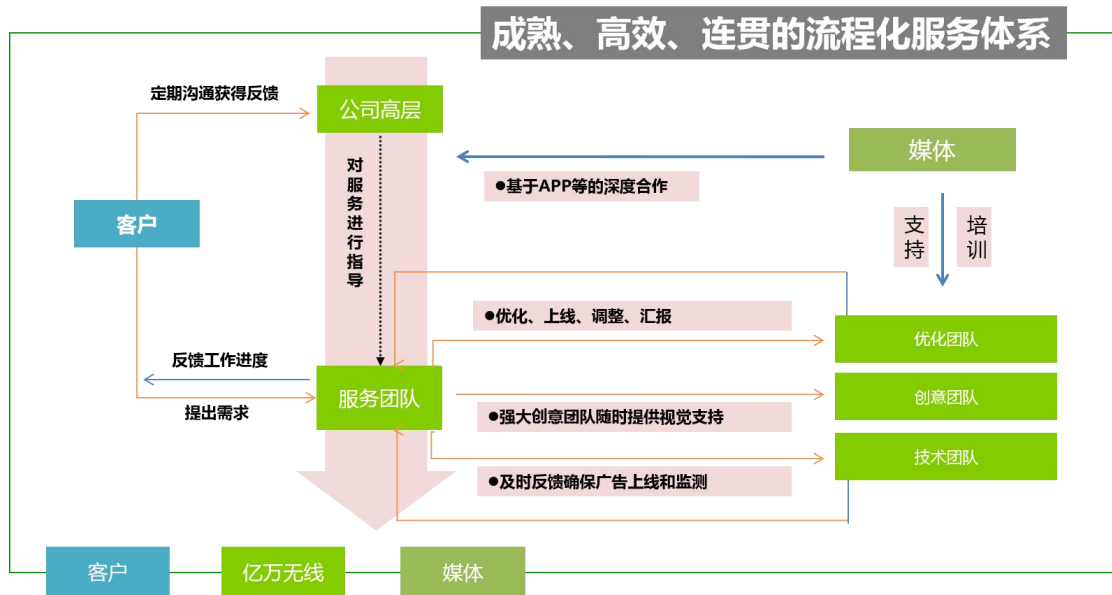 成熟、高效、连贯的流程化服务体系
定期沟通获得反馈
公司高层
媒体
●基于APP等的深度合作
对服务进行指导
客户
支持
培训
●优化、上线、调整、汇报
优化团队
反馈工作进度
服务团队
创意团队
提出需求
●强大创意团队随时提供视觉支持
技术团队
●及时反馈确保广告上线和监测
客户
亿万无线
媒体